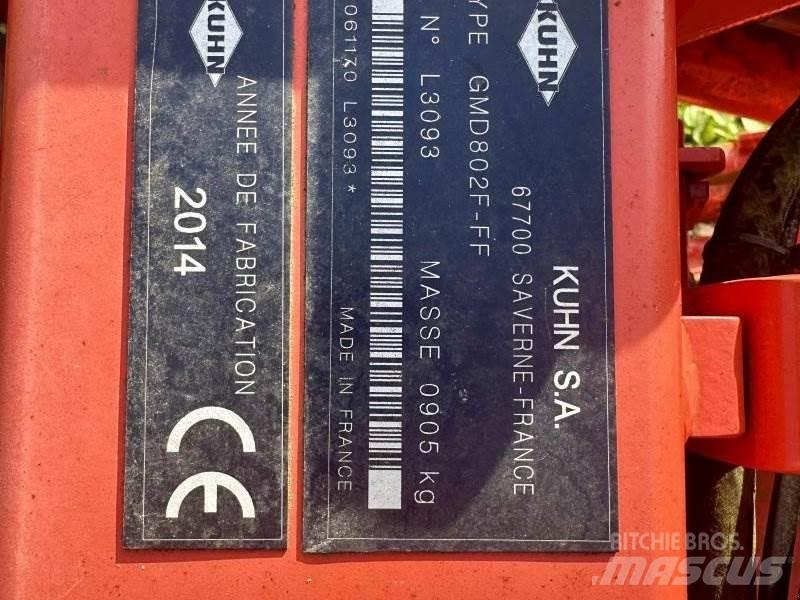 KUHN
KUHN S.A.
67700 SAVERNE-FRANCE
TYPE GMD802F-FF
N° L3093 MASSE 0905 kg
061170 L3093 *
MADE IN FRANCE
KUHN
ANNEE DE FABRICATION
2014
CE
RITCHIE BROS.
MASCUS